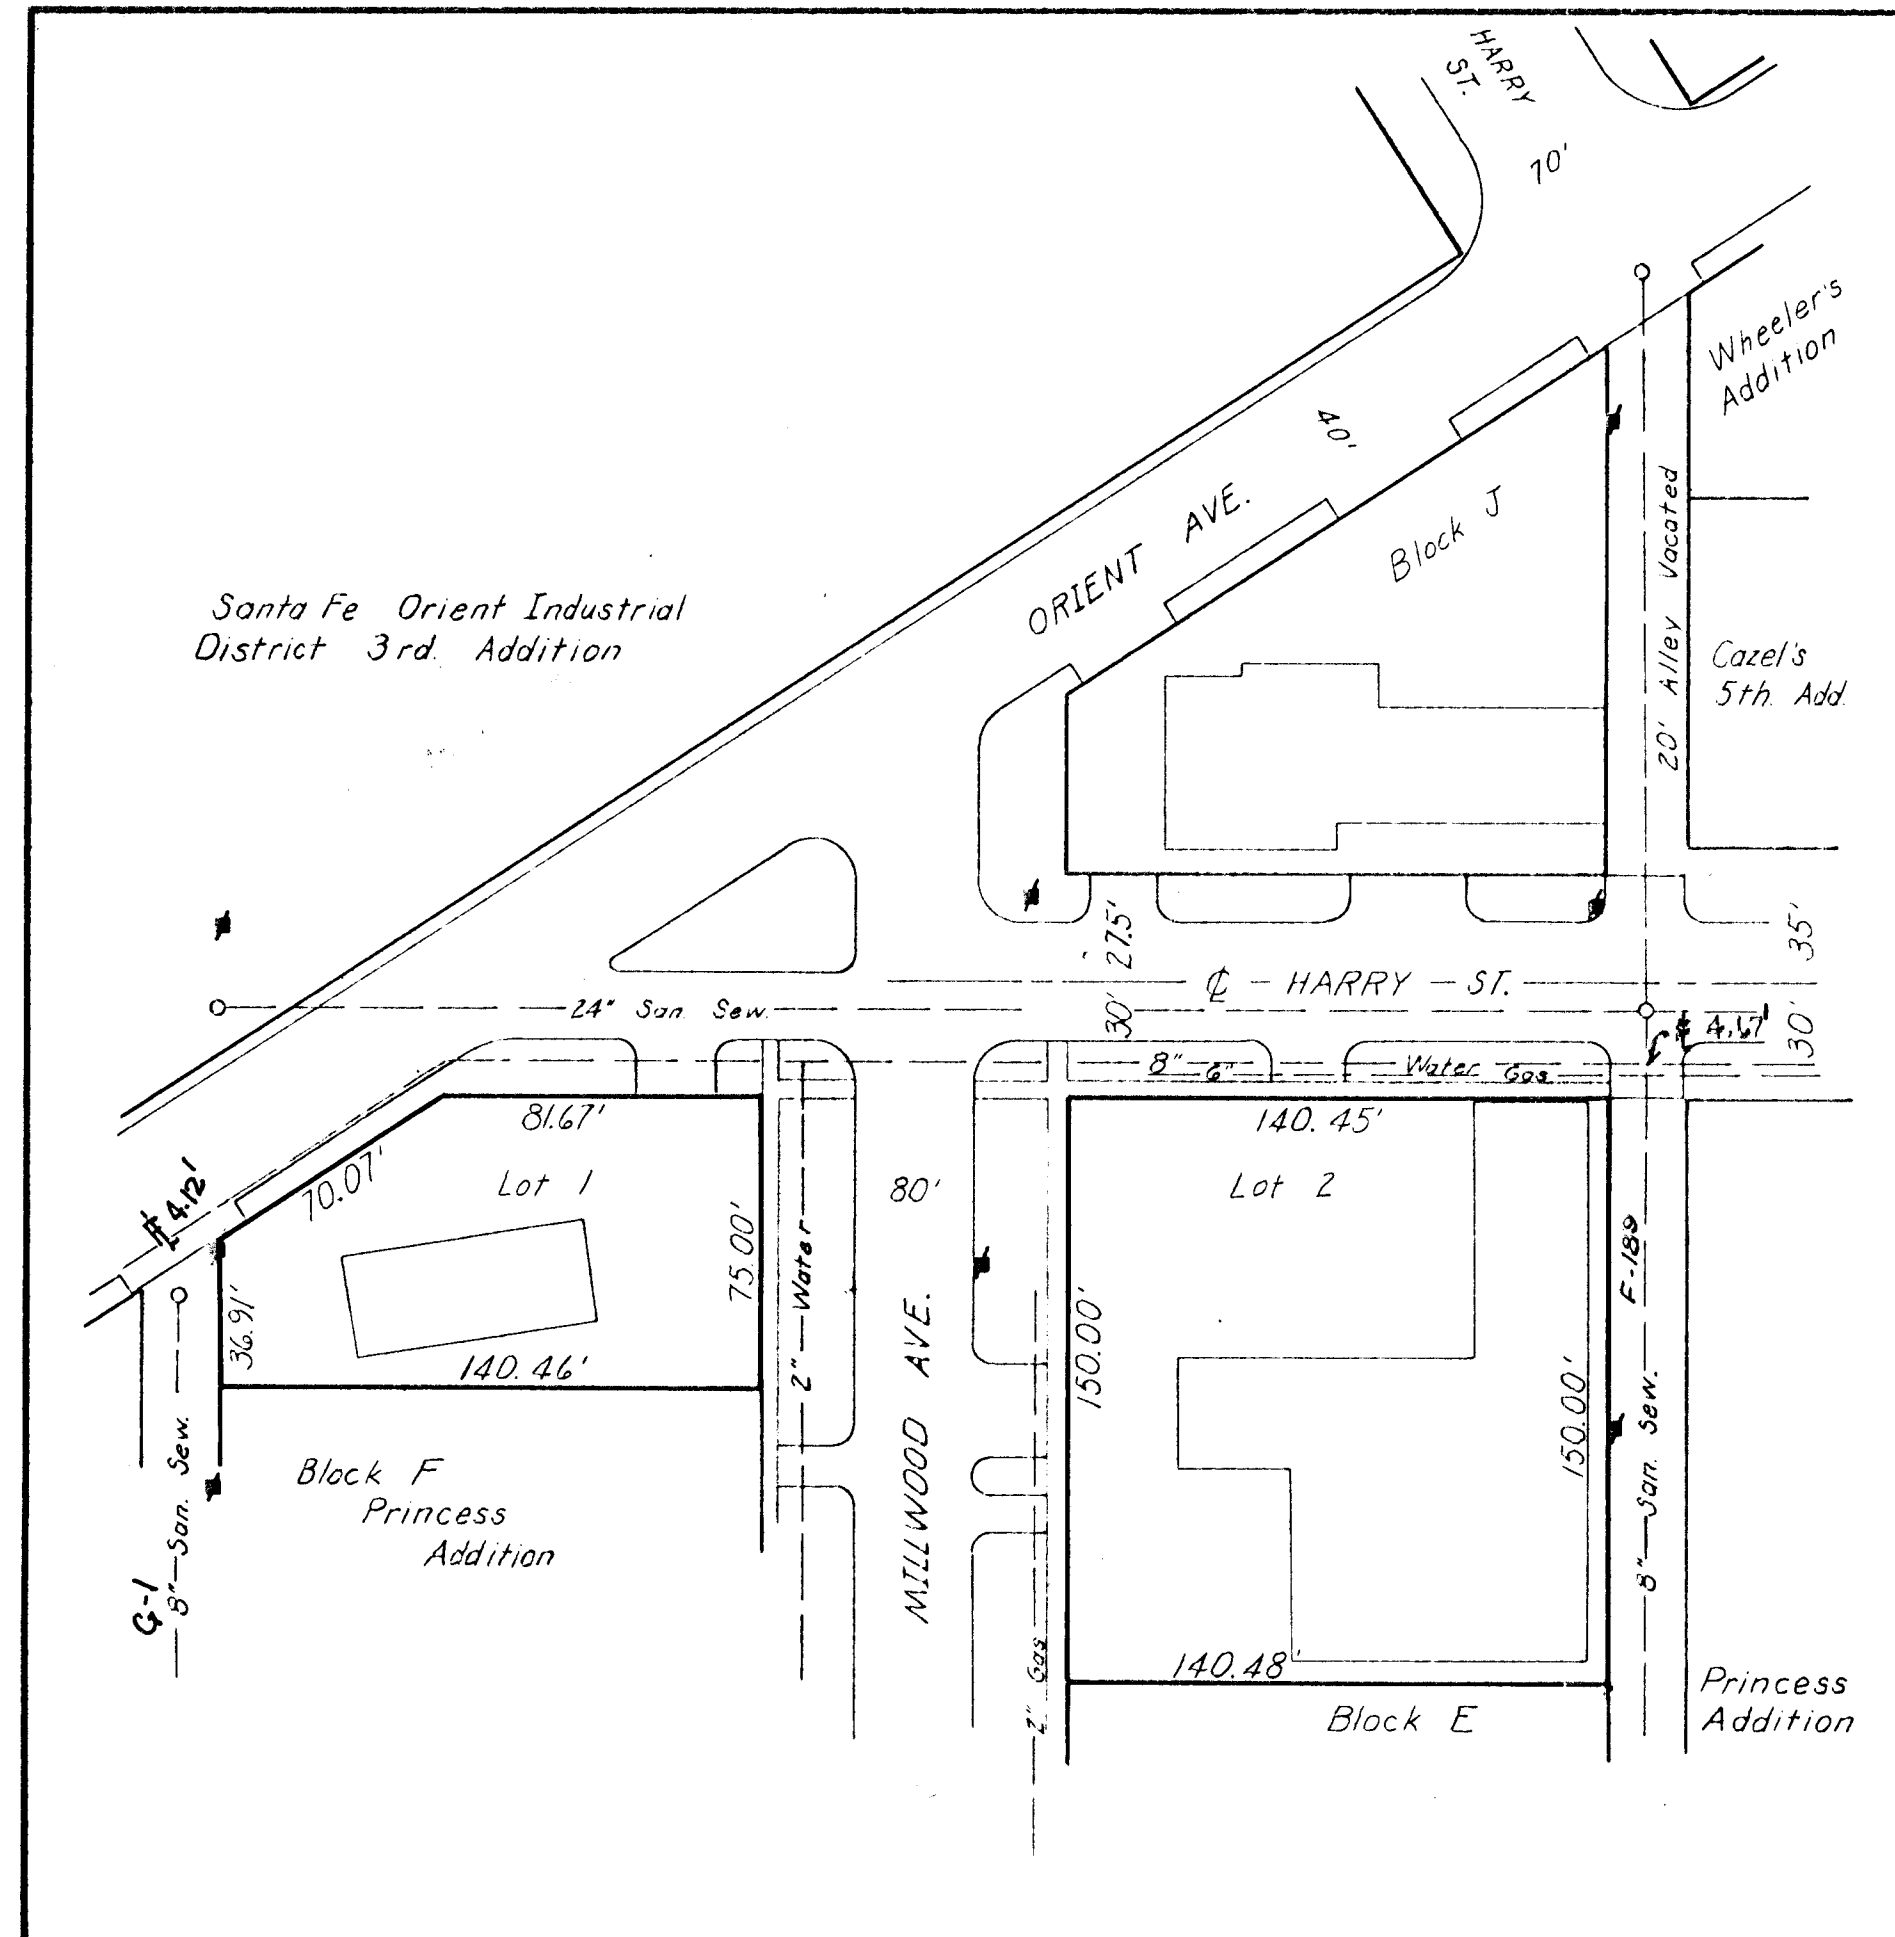 HARRY
ST.
70'
Wheeler's
Addition
40'
ORIENT AVE.
Block J
20' Alley Vacated
Santa Fe Orient Industrial
District 3rd. Addition
Cazel's
5th. Add.
27.5'
35'
℄ HARRY ST.
24" San. Sew.
30'
30'
8" Water
6" Gas
81.67'
140.45'
70.07'
Lot 1
80'
Lot 2
4.12'
75.00'
2" Water
F-189
36.91'
140.46'
150.00'
150.00'
MILLWOOD AVE.
8" San. Sew.
8" San. Sew.
G-1
Block F
Princess
Addition
2" Gas
140.48'
Block E
Princess
Addition